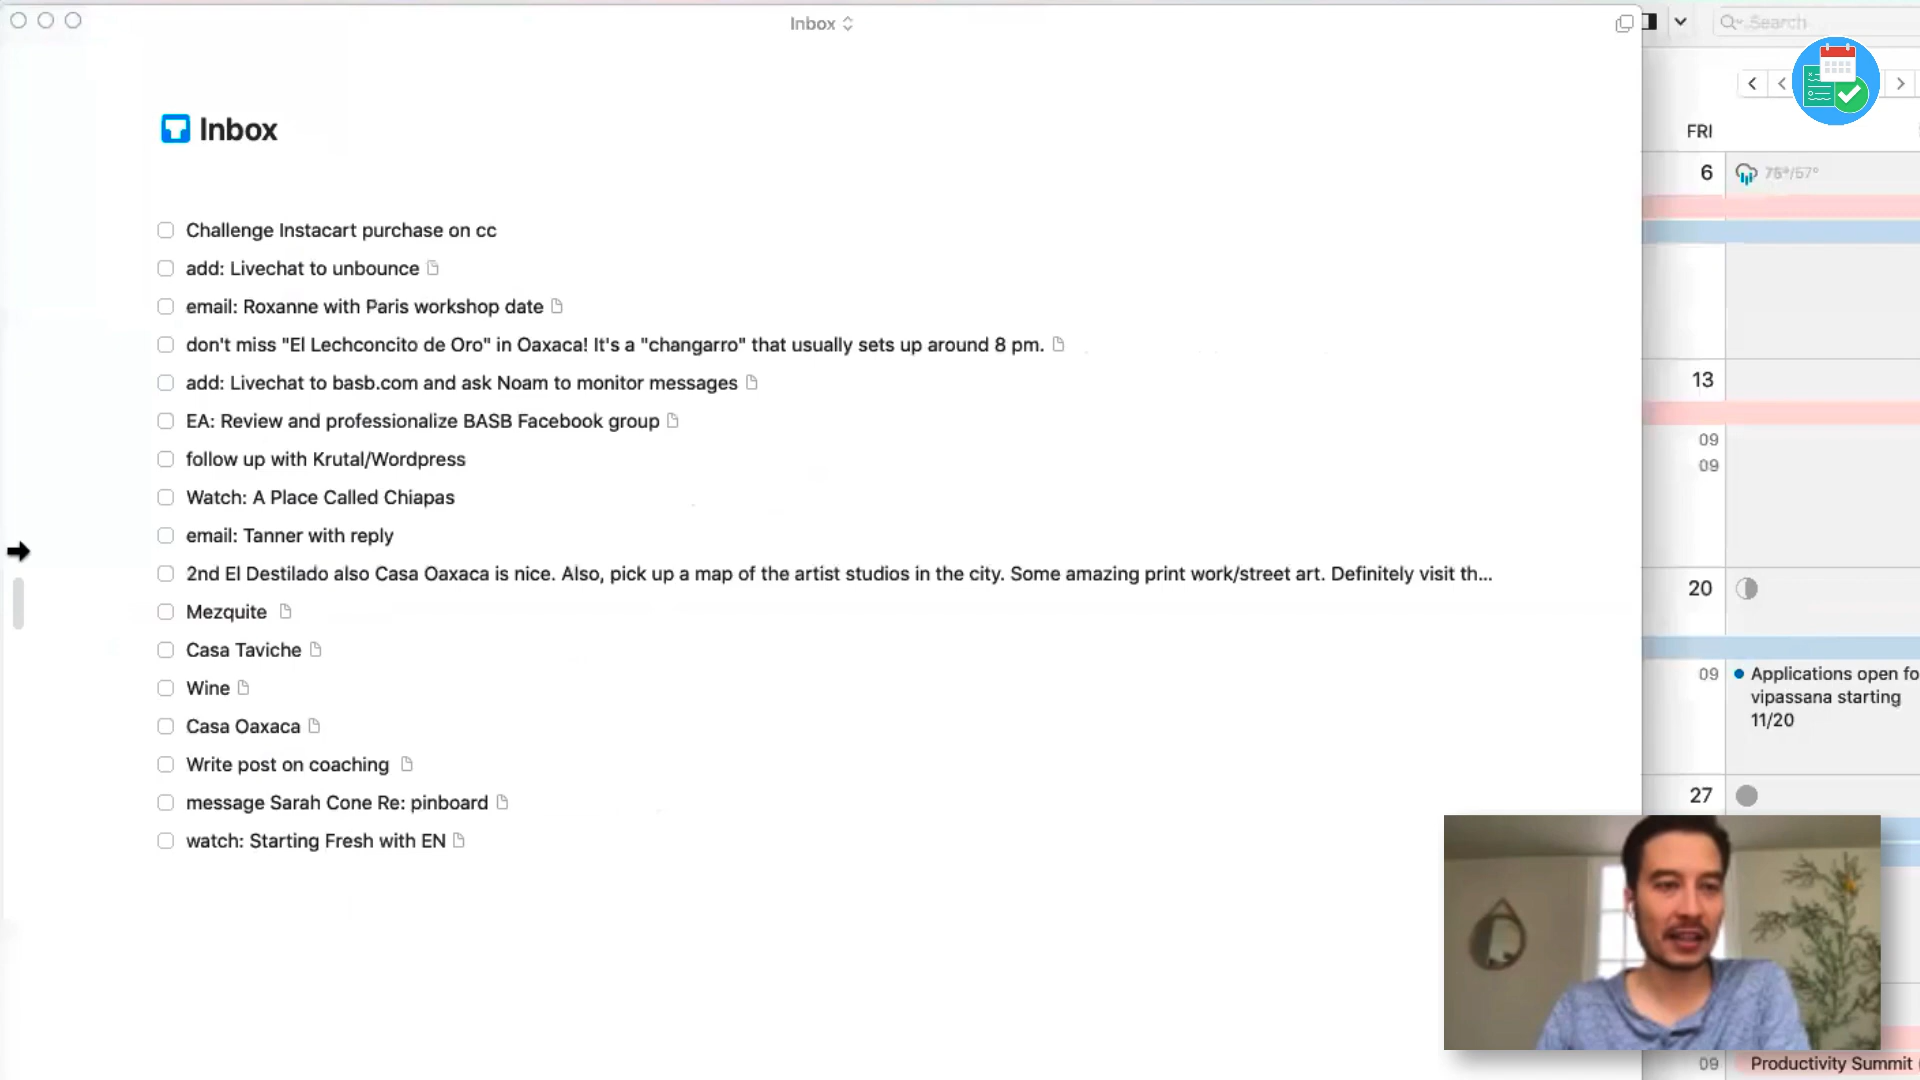 Inbox
Search
Inbox
Challenge Instacart purchase on cc
add: Livechat to unbounce
email: Roxanne with Paris workshop date
don't miss "El Lechconcito de Oro" in Oaxaca! It's a "changarro" that usually sets up around 8 pm.
add: Livechat to basb.com and ask Noam to monitor messages
EA: Review and professionalize BASB Facebook group
follow up with Krutal/Wordpress
Watch: A Place Called Chiapas
email: Tanner with reply
2nd El Destilado also Casa Oaxaca is nice. Also, pick up a map of the artist studios in the city. Some amazing print work/street art. Definitely visit th...
Mezquite
Casa Taviche
Wine
Casa Oaxaca
Write post on coaching
message Sarah Cone Re: pinboard
watch: Starting Fresh with EN
FRI
6
13
09
09
20
09
Applications open fo
vipassana starting
11/20
27
09
Productivity Summit